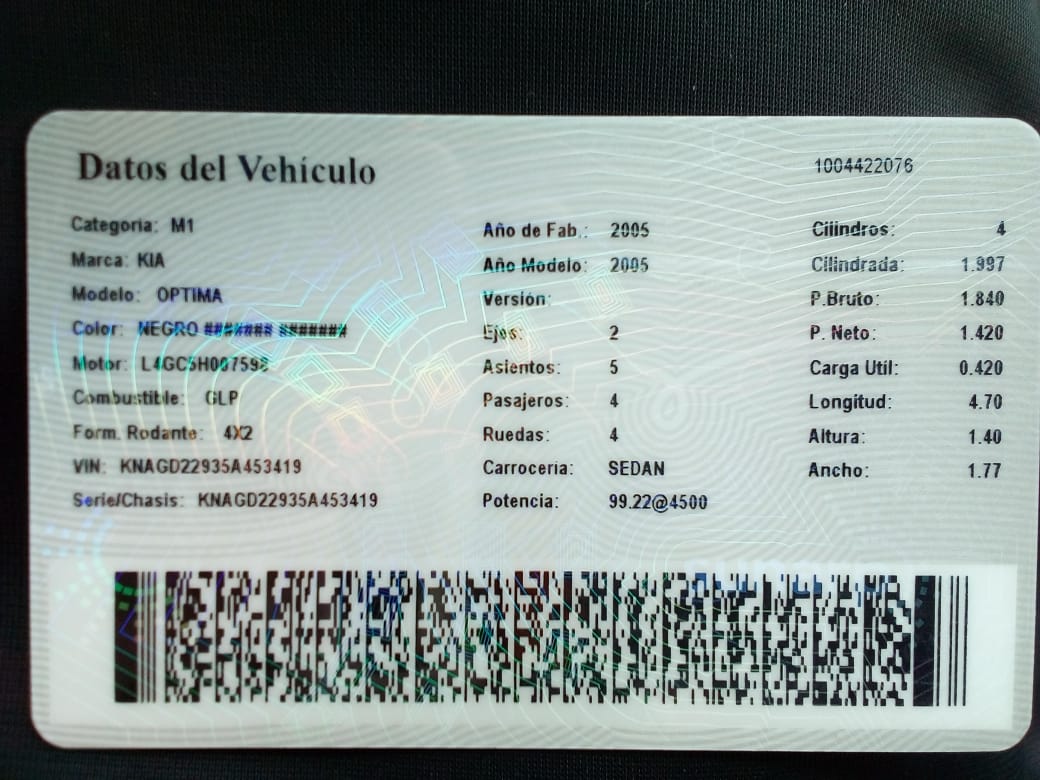 Datos del Vehículo
1004422076
Categoria: M1
Marca: KIA
Modelo: OPTIMA
Color: NEGRO ####### #######
Motor: L4GC5H007598
Combustible: GLP
Form. Rodante: 4X2
VIN: KNAGD22935A453419
Serie/Chasis: KNAGD22935A453419
Año de Fab.: 2005
Año Modelo: 2005
Versión:
Ejes: 2
Asientos: 5
Pasajeros: 4
Ruedas: 4
Carroceria: SEDAN
Potencia: 99.22@4500
Cilindros: 4
Cilindrada: 1.997
P.Bruto: 1.840
P. Neto: 1.420
Carga Util: 0.420
Longitud: 4.70
Altura: 1.40
Ancho: 1.77